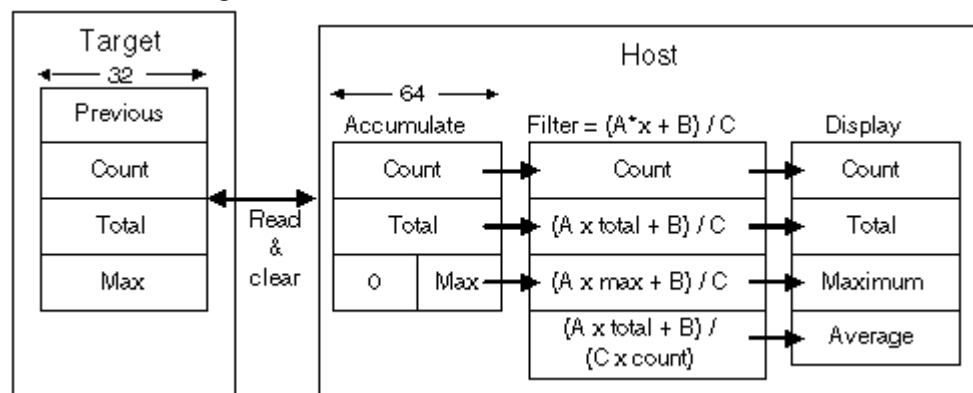 Target
32
Previous
Count
Total
Max
Read
&
clear
Host
64
Accumulate
Count
Total
0 Max
Filter = (A*x + B) / C
Count
(A x total + B) / C
(A x max + B) / C
(A x total + B) /
(C x count)
Display
Count
Total
Maximum
Average